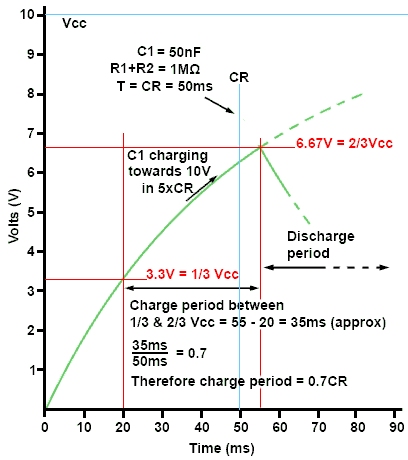 10
Vcc
9
C1 = 50nF
R1+R2 = 1MΩ
T = CR = 50ms
CR
8
7
6.67V = 2/3Vcc
C1 charging
towards 10V
in 5xCR
6
5
Volts (V)
Discharge
period
4
3.3V = 1/3 Vcc
3
Charge period between
1/3 & 2/3 Vcc = 55 - 20 = 35ms (approx)
2
35ms
50ms
= 0.7
Therefore charge period = 0.7CR
1
0 10 20 30 40 50 60 70 80 90
Time (ms)